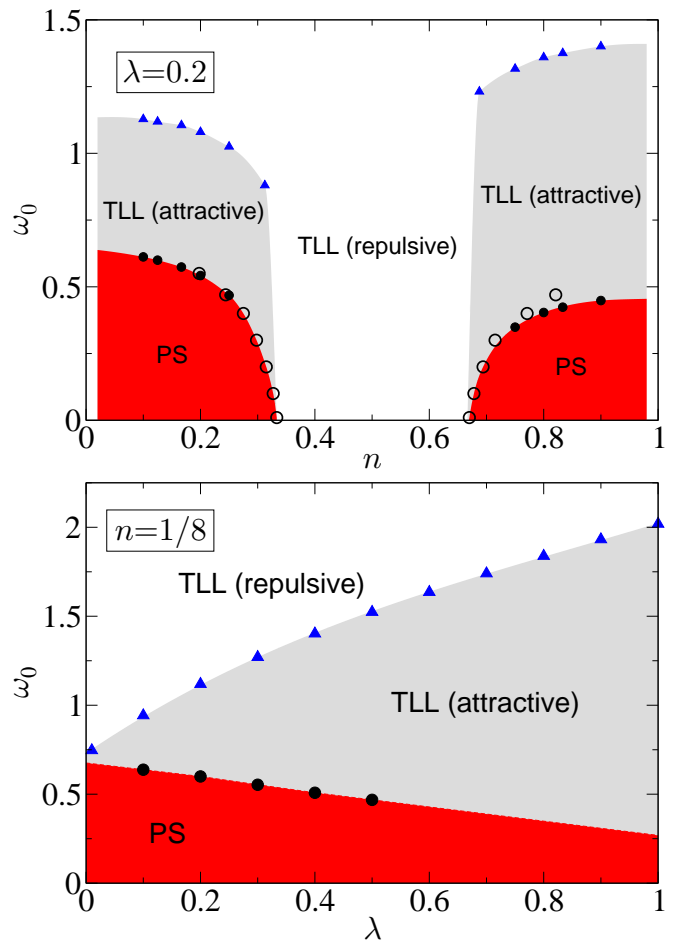 1.5
λ=0.2
TLL (attractive)
TLL (attractive)
1
ω₀
TLL (repulsive)
0.5
PS
PS
0
0 0.2 0.4 0.6 0.8 1
n
n=1/8
2
TLL (repulsive)
1.5
ω₀
TLL (attractive)
1
0.5
PS
0
0 0.2 0.4 0.6 0.8 1
λ